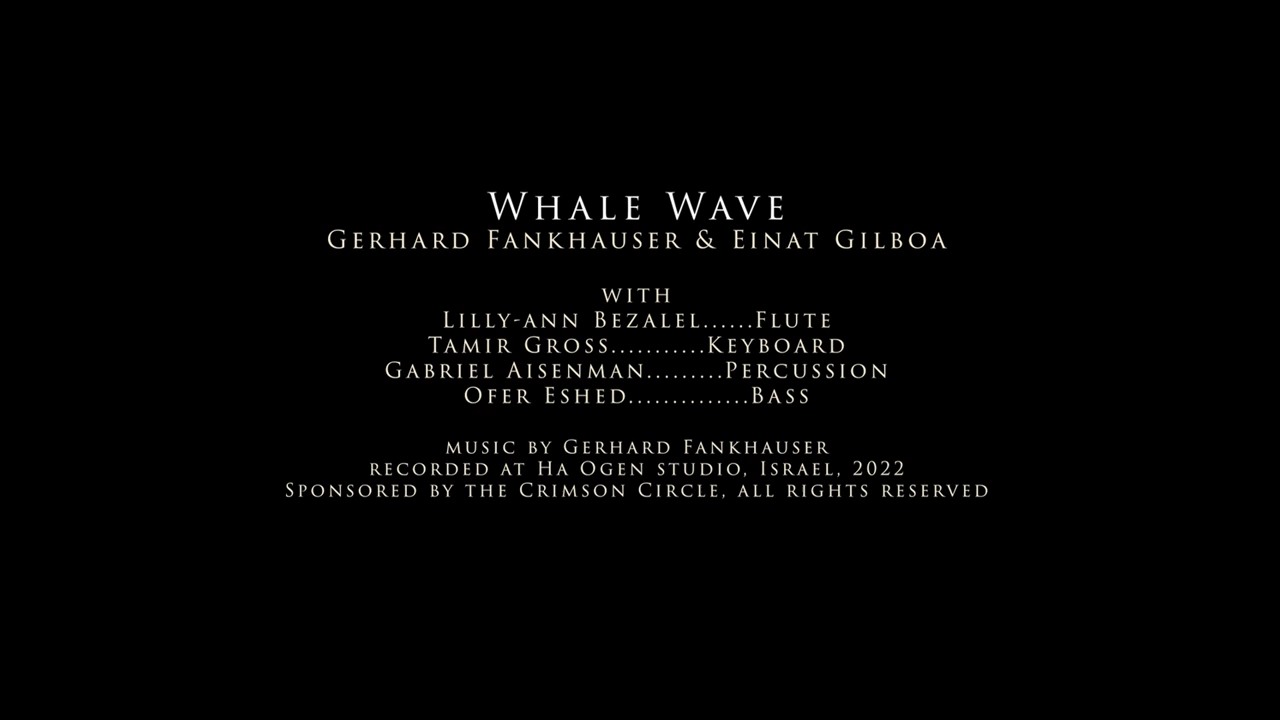 Whale Wave
Gerhard Fankhauser & Einat Gilboa
with
Lilly-ann Bezalel......Flute
Tamir Gross...........Keyboard
Gabriel Aisenman.........Percussion
Ofer Eshed..............Bass
music by Gerhard Fankhauser
recorded at Ha Ogen studio, Israel, 2022
Sponsored by the Crimson Circle, all rights reserved